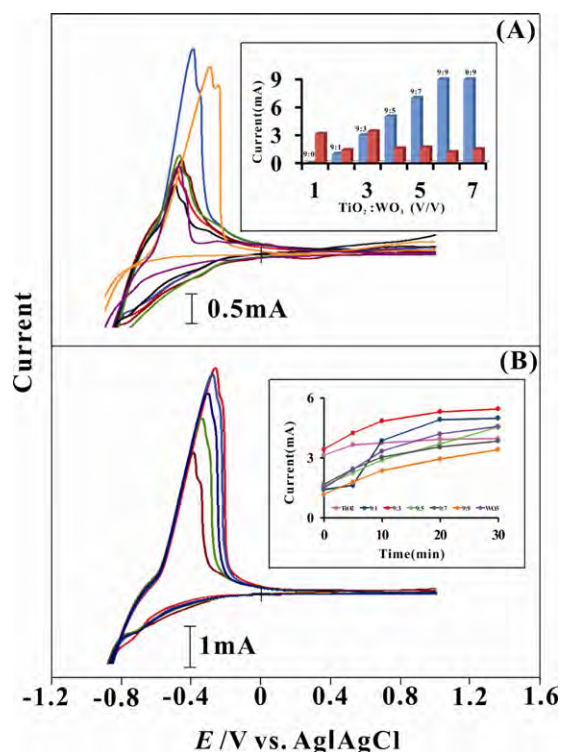 (A)
9
6
3
0
Current(mA)
9:0
9:1
9:3
9:5
9:7
9:9
0:9
1 3 5 7
TiO2 :WO3 (V/V)
0.5mA
Current
(B)
6
3
0
Current(mA)
TiO2 9:1 9:3 9:5 9:7 9:9 WO3
0 10 20 30
Time(min)
1mA
-1.2 -0.8 -0.4 0 0.4 0.8 1.2 1.6
E /V vs. Ag|AgCl